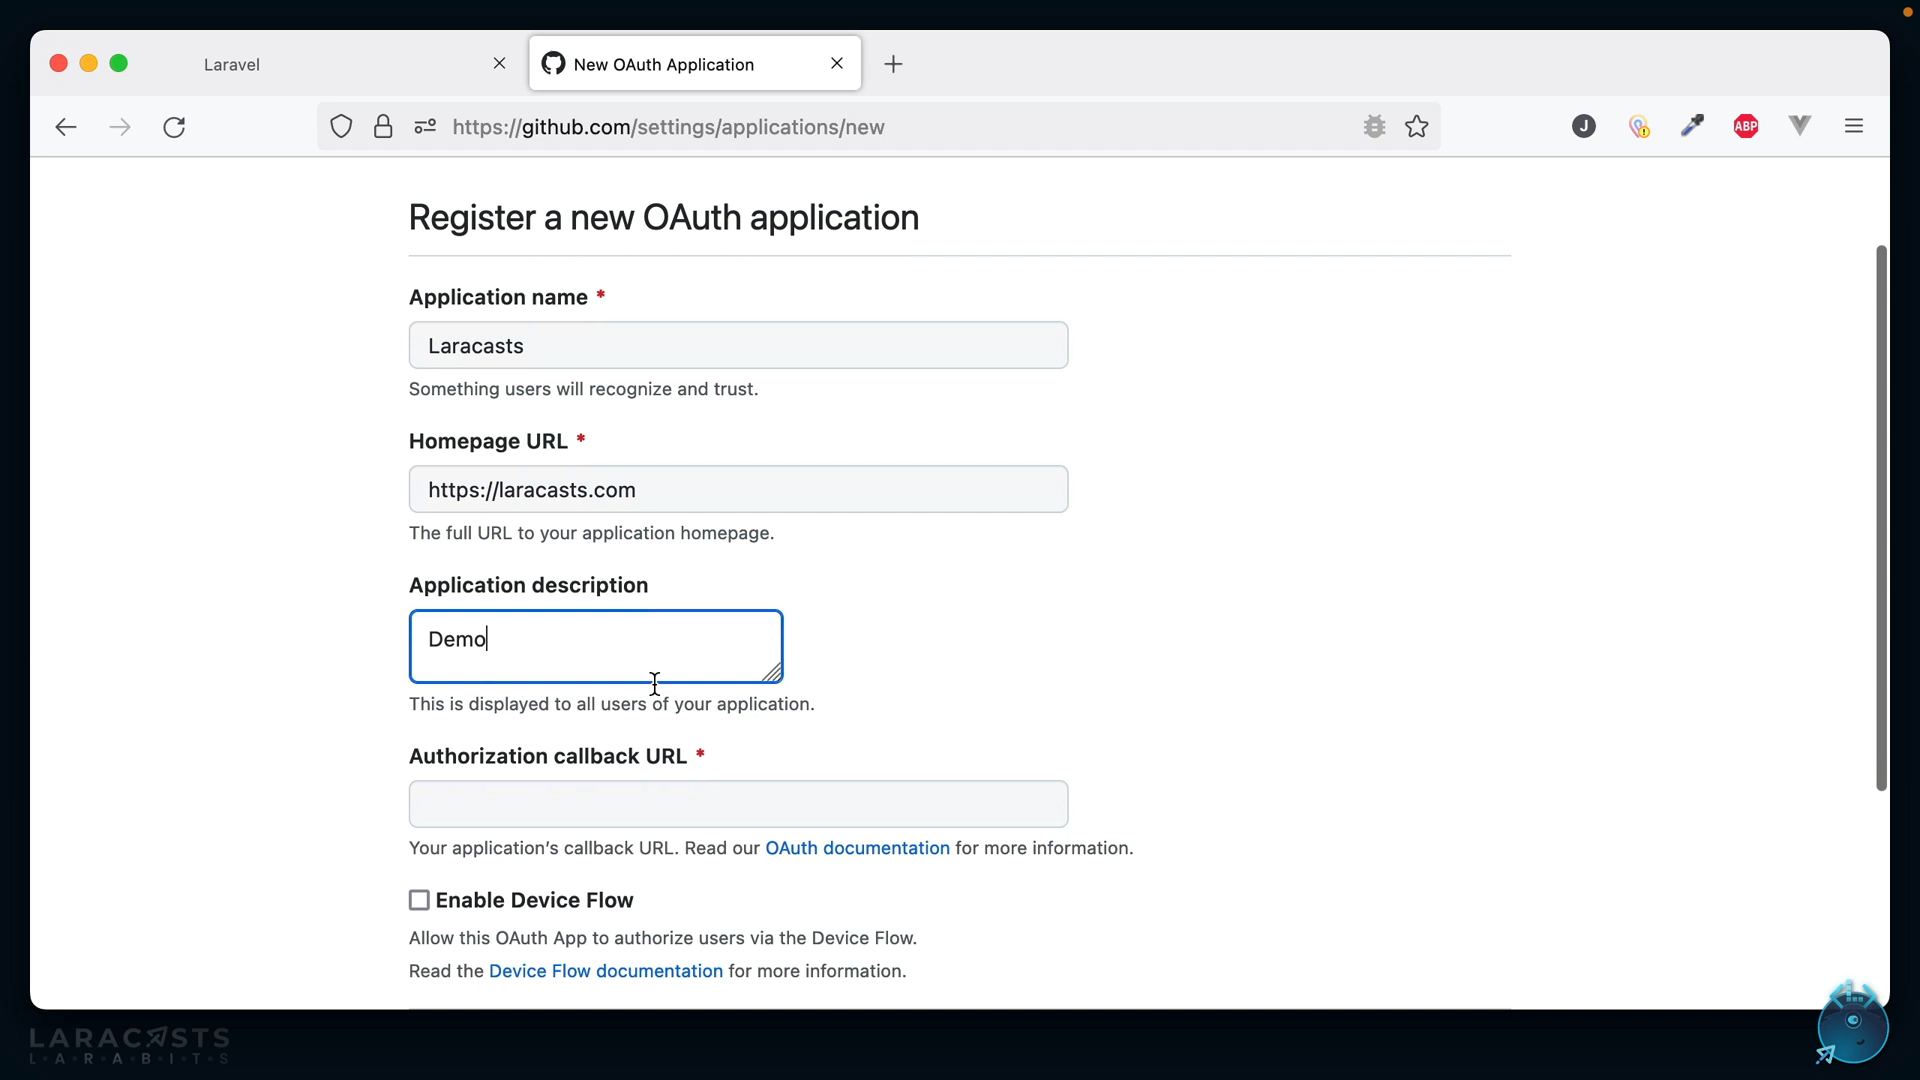 Laravel
New OAuth Application
https://github.com/settings/applications/new
J
ABP
Register a new OAuth application
Application name *
Laracasts
Something users will recognize and trust.
Homepage URL *
https://laracasts.com
The full URL to your application homepage.
Application description
Demo
This is displayed to all users of your application.
Authorization callback URL *
Your application's callback URL. Read our OAuth documentation for more information.
Enable Device Flow
Allow this OAuth App to authorize users via the Device Flow.
Read the Device Flow documentation for more information.
LARACASTS
L·A·R·A·B·I·T·S